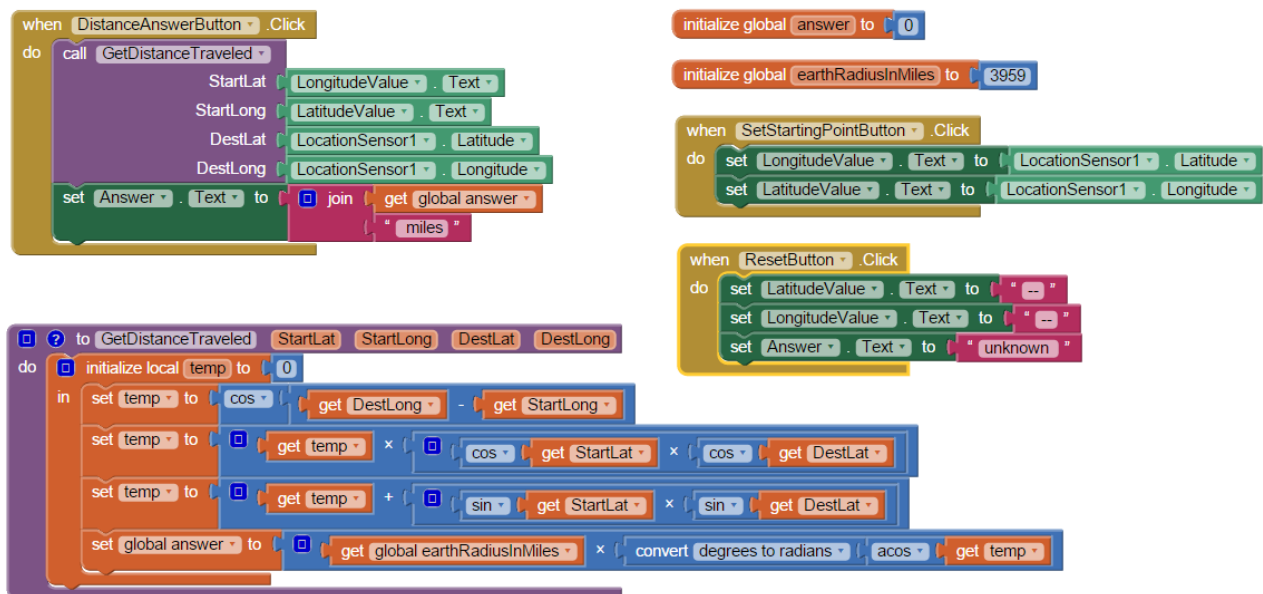 when DistanceAnswerButton .Click
do call GetDistanceTraveled
StartLat LongitudeValue . Text
StartLong LatitudeValue . Text
DestLat LocationSensor1 . Latitude
DestLong LocationSensor1 . Longitude
set Answer . Text to join get global answer
" miles "
initialize global answer to 0
initialize global earthRadiusInMiles to 3959
when SetStartingPointButton .Click
do set LongitudeValue . Text to LocationSensor1 . Latitude
set LatitudeValue . Text to LocationSensor1 . Longitude
when ResetButton .Click
do set LatitudeValue . Text to " -- "
set LongitudeValue . Text to " -- "
set Answer . Text to " unknown "
? to GetDistanceTraveled StartLat StartLong DestLat DestLong
do initialize local temp to 0
in set temp to cos get DestLong - get StartLong
set temp to get temp × cos get StartLat × cos get DestLat
set temp to get temp + sin get StartLat × sin get DestLat
set global answer to get global earthRadiusInMiles × convert degrees to radians acos get temp